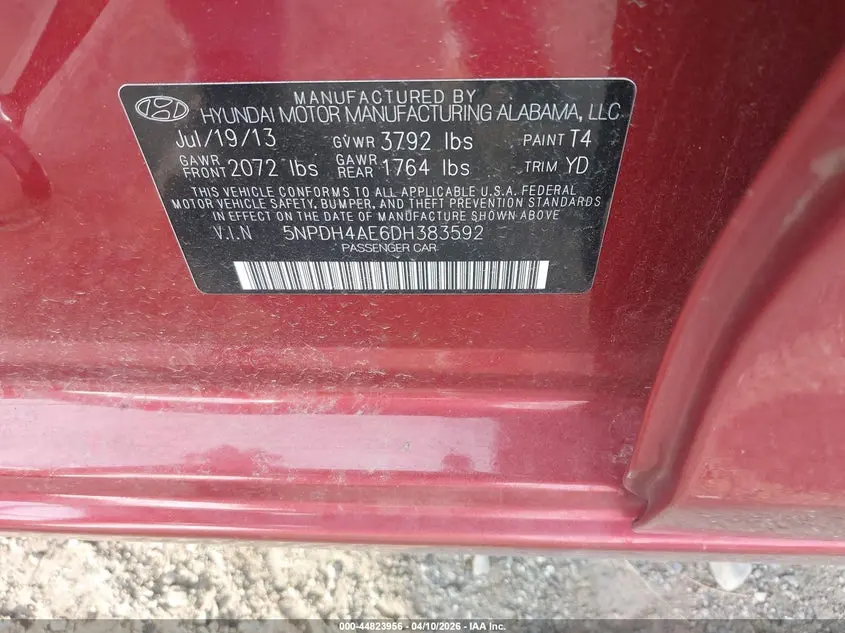 MANUFACTURED BY
HYUNDAI MOTOR MANUFACTURING ALABAMA, LLC
Jul/19/13 GVWR 3792 lbs PAINT T4
GAWR FRONT 2072 lbs GAWR REAR 1764 lbs TRIM YD
THIS VEHICLE CONFORMS TO ALL APPLICABLE U.S.A. FEDERAL
MOTOR VEHICLE SAFETY, BUMPER, AND THEFT PREVENTION STANDARDS
IN EFFECT ON THE DATE OF MANUFACTURE SHOWN ABOVE
V.I.N 5NPDH4AE6DH383592
PASSENGER CAR
000-44823956 - 04/10/2026 - IAA Inc.